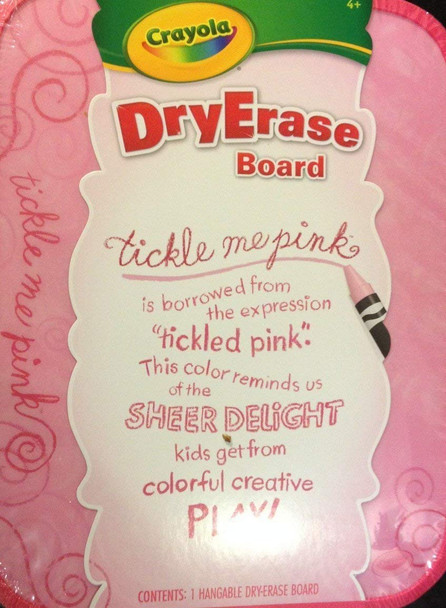 4+
Crayola
DryErase
Board
tickle me pink
tickle me pink
is borrowed from
the expression
"tickled pink".
This color reminds us
of the
SHEER DELIGHT
kids get from
colorful creative
PLAY!
CONTENTS: 1 HANGABLE DRY-ERASE BOARD